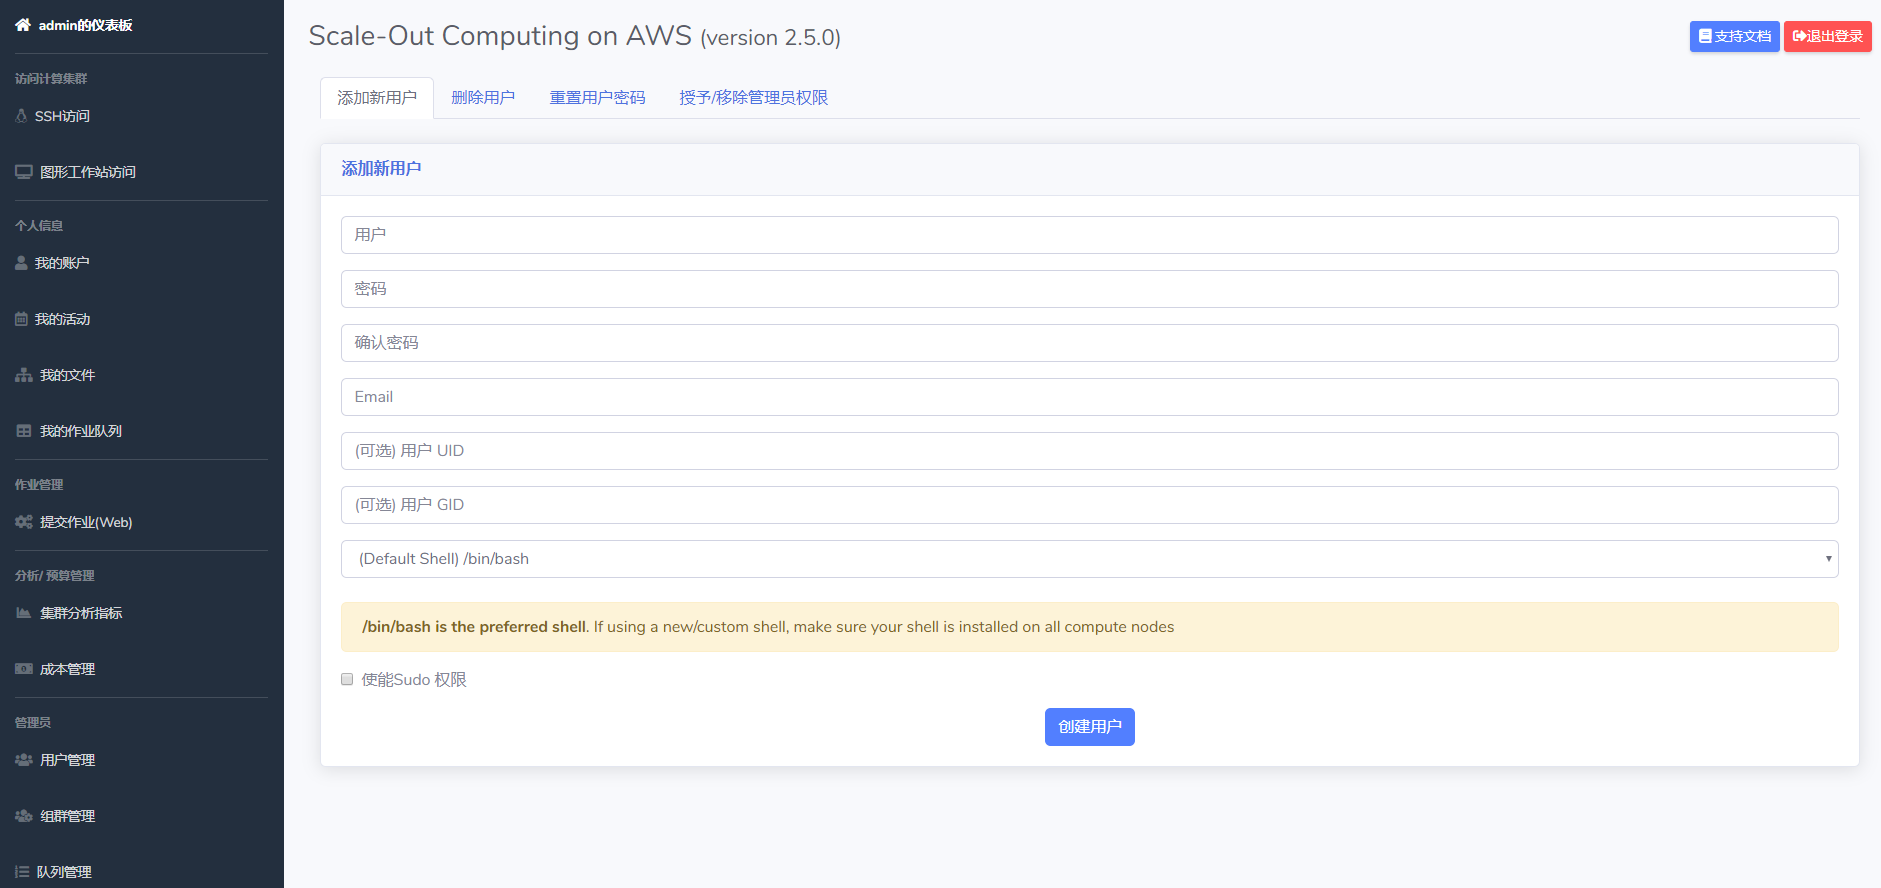 admin的仪表板
访问计算集群
SSH访问
图形工作站访问
个人信息
我的账户
我的活动
我的文件
我的作业队列
作业管理
提交作业(Web)
分析/ 预算管理
集群分析指标
成本管理
管理员
用户管理
组群管理
队列管理
Scale-Out Computing on AWS (version 2.5.0)
支持文档 退出登录
添加新用户 删除用户 重置用户密码 授予/移除管理员权限
添加新用户
用户
密码
确认密码
Email
(可选) 用户 UID
(可选) 用户 GID
(Default Shell) /bin/bash
/bin/bash is the preferred shell. If using a new/custom shell, make sure your shell is installed on all compute nodes
使能Sudo 权限
创建用户